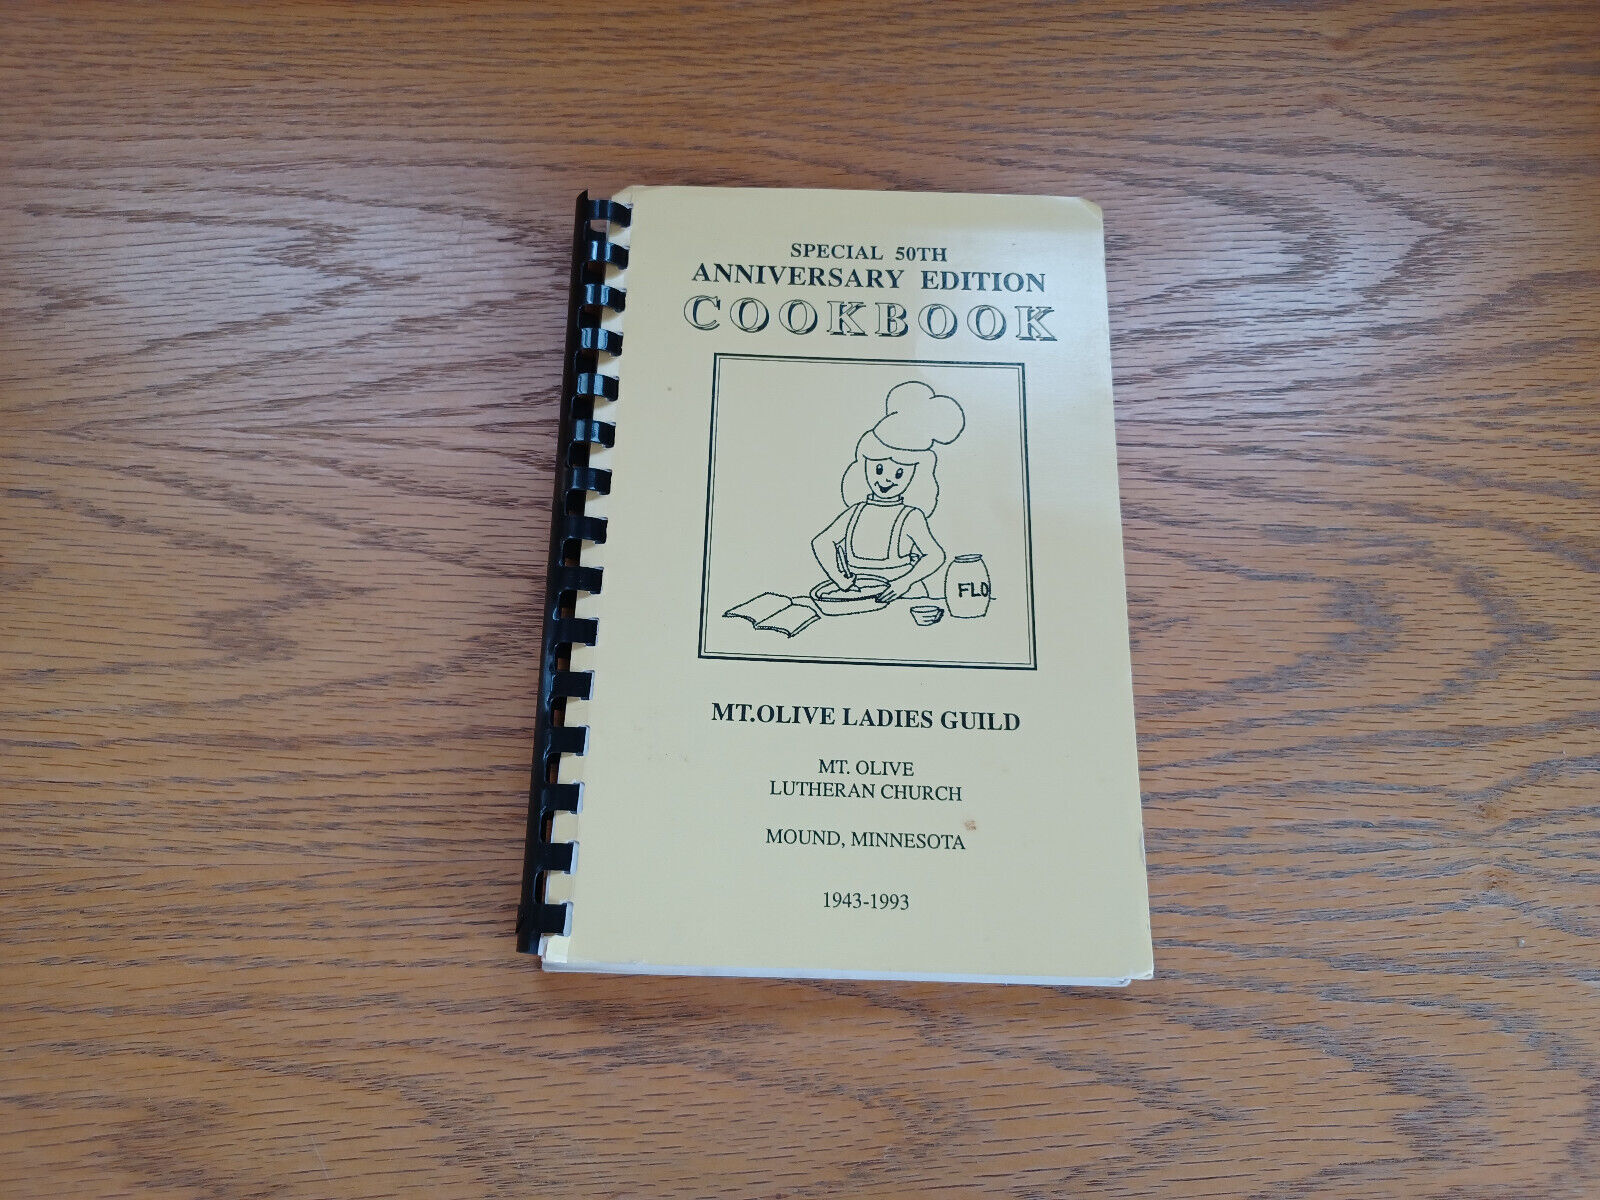 SPECIAL 50TH
ANNIVERSARY EDITION
COOKBOOK
FLO
MT.OLIVE LADIES GUILD
MT. OLIVE
LUTHERAN CHURCH
MOUND, MINNESOTA
1943-1993